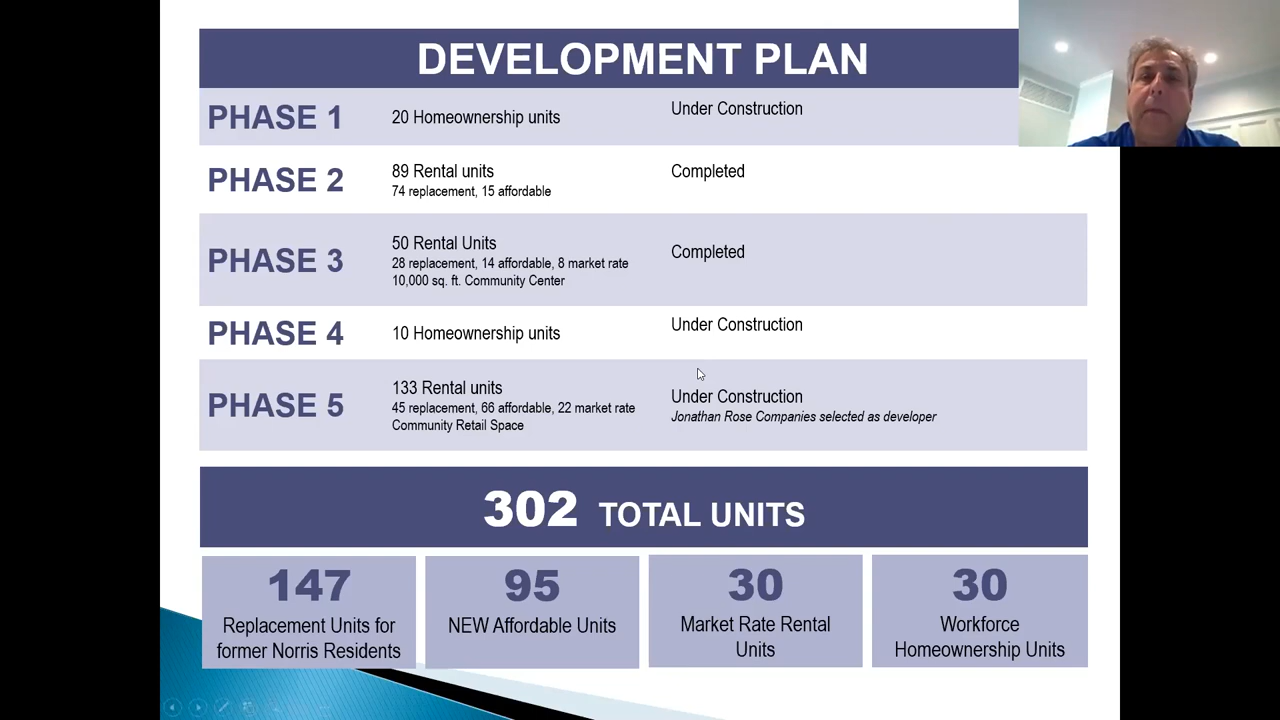 DEVELOPMENT PLAN
PHASE 1
20 Homeownership units
Under Construction
PHASE 2
89 Rental units
74 replacement, 15 affordable
Completed
PHASE 3
50 Rental Units
28 replacement, 14 affordable, 8 market rate
10,000 sq. ft. Community Center
Completed
PHASE 4
10 Homeownership units
Under Construction
PHASE 5
133 Rental units
45 replacement, 66 affordable, 22 market rate
Community Retail Space
Under Construction
Jonathan Rose Companies selected as developer
302 TOTAL UNITS
147
Replacement Units for
former Norris Residents
95
NEW Affordable Units
30
Market Rate Rental
Units
30
Workforce
Homeownership Units